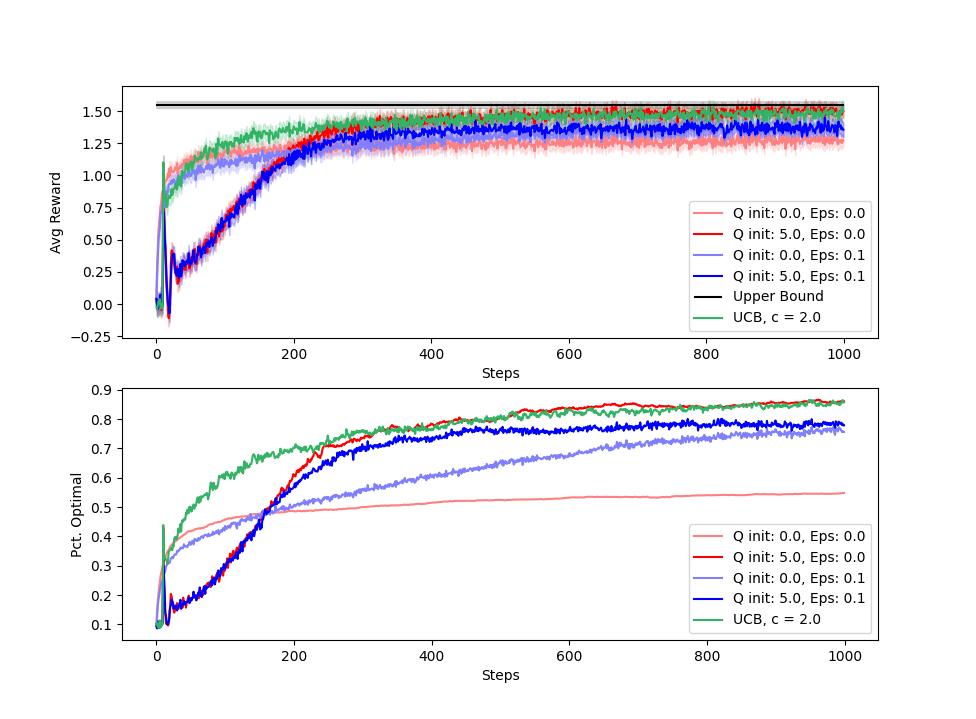 1.50
1.25
1.00
0.75
0.50
0.25
0.00
−0.25
Avg Reward
Q init: 0.0, Eps: 0.0
Q init: 5.0, Eps: 0.0
Q init: 0.0, Eps: 0.1
Q init: 5.0, Eps: 0.1
Upper Bound
UCB, c = 2.0
0 200 400 600 800 1000
Steps
0.9
0.8
0.7
0.6
0.5
0.4
0.3
0.2
0.1
Pct. Optimal
Q init: 0.0, Eps: 0.0
Q init: 5.0, Eps: 0.0
Q init: 0.0, Eps: 0.1
Q init: 5.0, Eps: 0.1
UCB, c = 2.0
0 200 400 600 800 1000
Steps